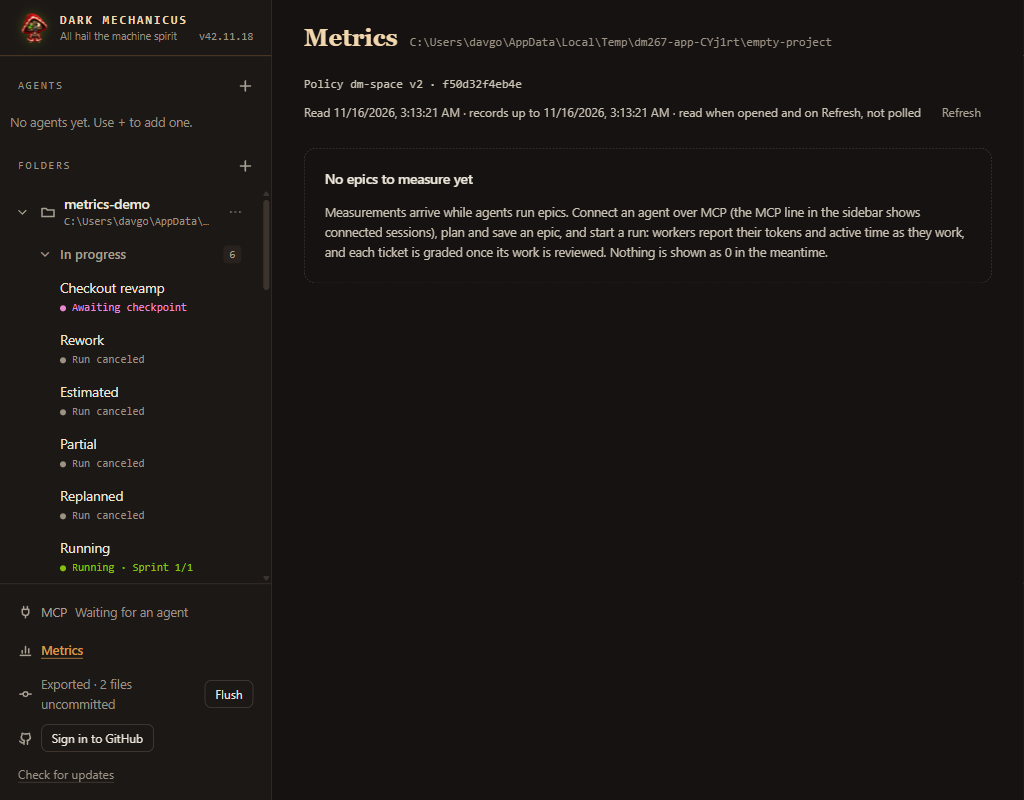 DARK MECHANICUS
All hail the machine spirit v42.11.18
AGENTS
No agents yet. Use + to add one.
FOLDERS
metrics-demo
C:\Users\davgo\AppData\…
In progress 6
Checkout revamp
Awaiting checkpoint
Rework
Run canceled
Estimated
Run canceled
Partial
Run canceled
Replanned
Run canceled
Running
Running · Sprint 1/1
MCP Waiting for an agent
Metrics
Exported · 2 files
uncommitted
Flush
Sign in to GitHub
Check for updates
Metrics C:\Users\davgo\AppData\Local\Temp\dm267-app-CYj1rt\empty-project
Policy dm-space v2 · f50d32f4eb4e
Read 11/16/2026, 3:13:21 AM · records up to 11/16/2026, 3:13:21 AM · read when opened and on Refresh, not polled Refresh
No epics to measure yet
Measurements arrive while agents run epics. Connect an agent over MCP (the MCP line in the sidebar shows
connected sessions), plan and save an epic, and start a run: workers report their tokens and active time as they work,
and each ticket is graded once its work is reviewed. Nothing is shown as 0 in the meantime.